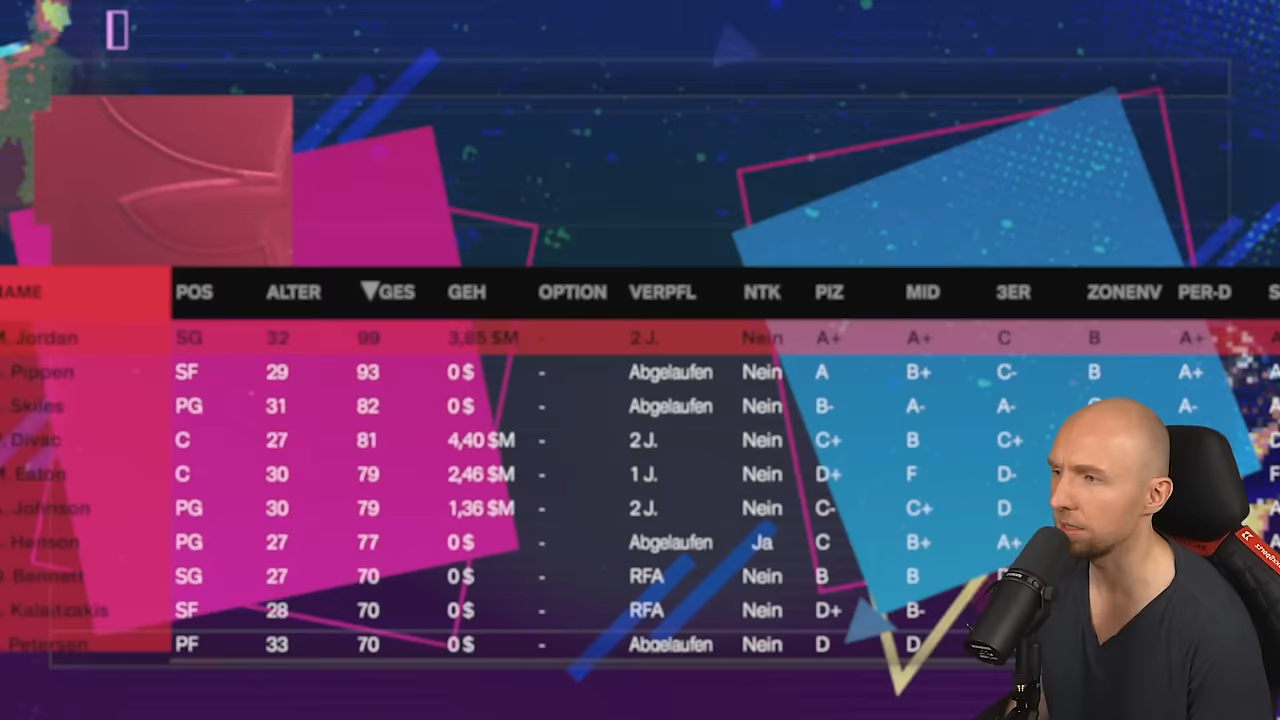 NAME POS ALTER ▼GES GEH OPTION VERPFL NTK PIZ MID 3ER ZONENV PER-D S
M. Jordan SG 32 99 3,85 $M - 2 J. Nein A+ A+ C B A+ A
. Pippen SF 29 93 0 $ - Abgelaufen Nein A B+ C- B A+ A
. Skiles PG 31 82 0 $ - Abgelaufen Nein B- A- A- A-
. Divac C 27 81 4,40 $M - 2 J. Nein C+ B C+
M. Eaton C 30 79 2,46 $M - 1 J. Nein D+ F D- F
. Johnson PG 30 79 1,36 $M - 2 J. Nein C- C+ D
. Henson PG 27 77 0 $ - Abgelaufen Ja C B+ A+
. Bennett SG 27 70 0 $ - RFA Nein B B
. Kalaitzakis SF 28 70 0 $ - RFA Nein D+ B-
. Petersen PF 33 70 0 $ - Abgelaufen Nein D D